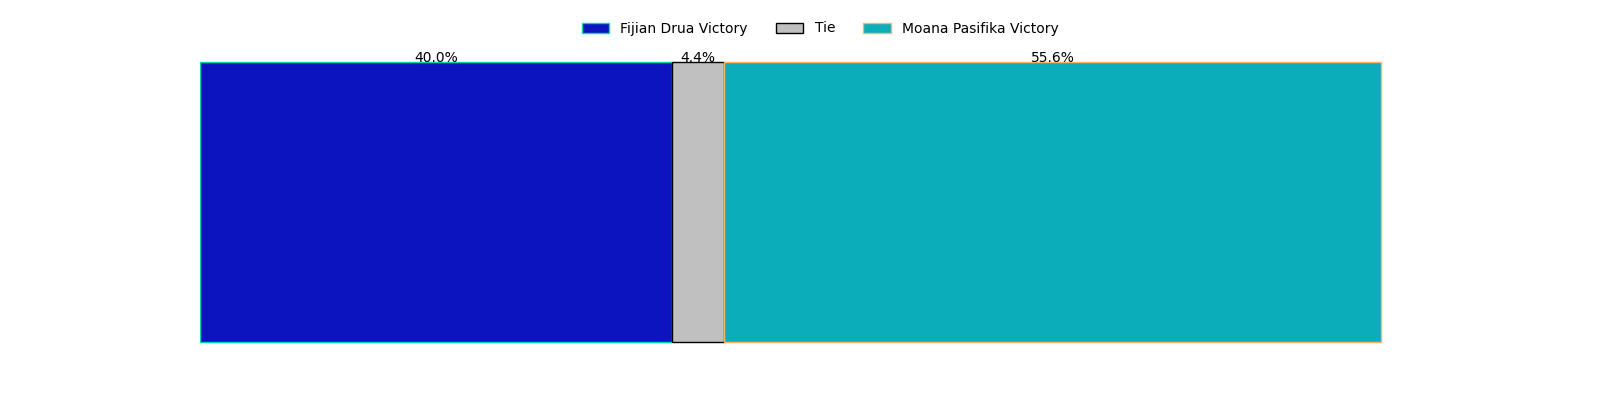 Fijian Drua Victory Tie Moana Pasifika Victory
40.0% 4.4% 55.6%